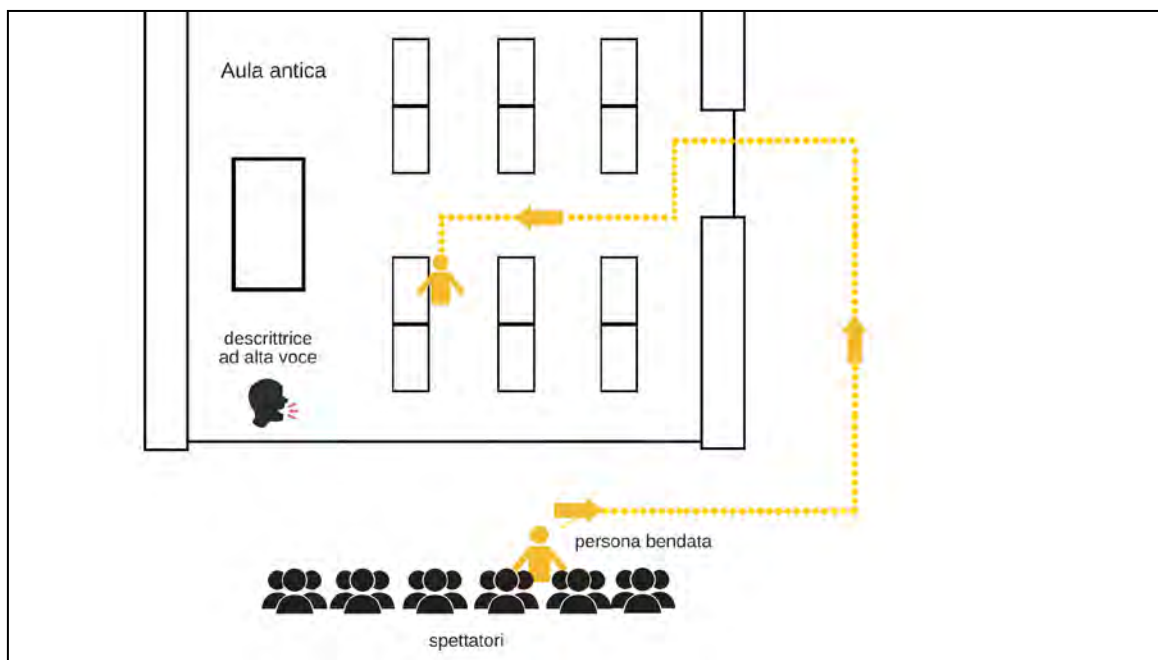 Aula antica
descrittrice
ad alta voce
persona bendata
spettatori